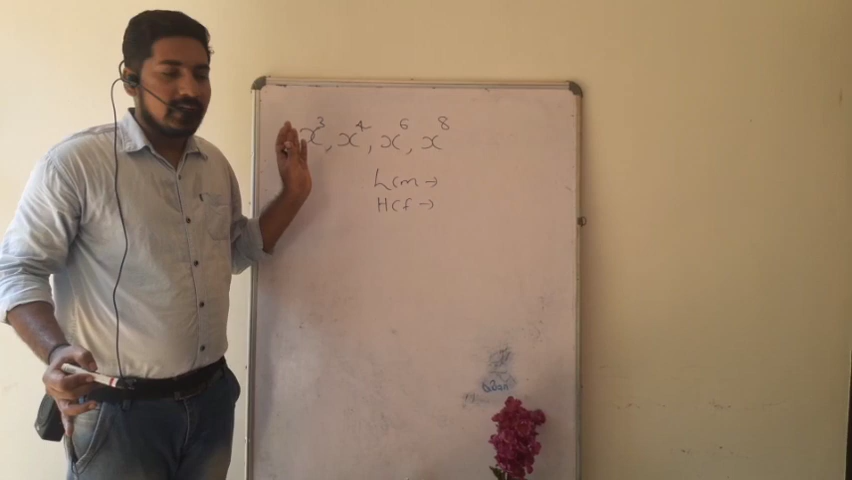 x³, x⁴, x⁶, x⁸
Lcm →
Hcf →